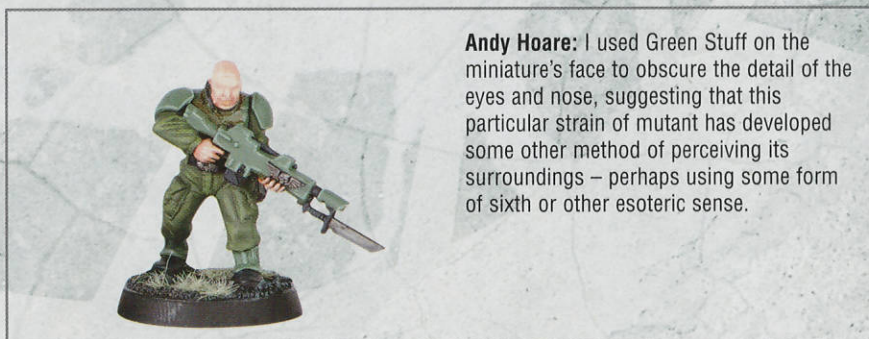 Andy Hoare: I used Green Stuff on the
miniature's face to obscure the detail of the
eyes and nose, suggesting that this
particular strain of mutant has developed
some other method of perceiving its
surroundings – perhaps using some form
of sixth or other esoteric sense.